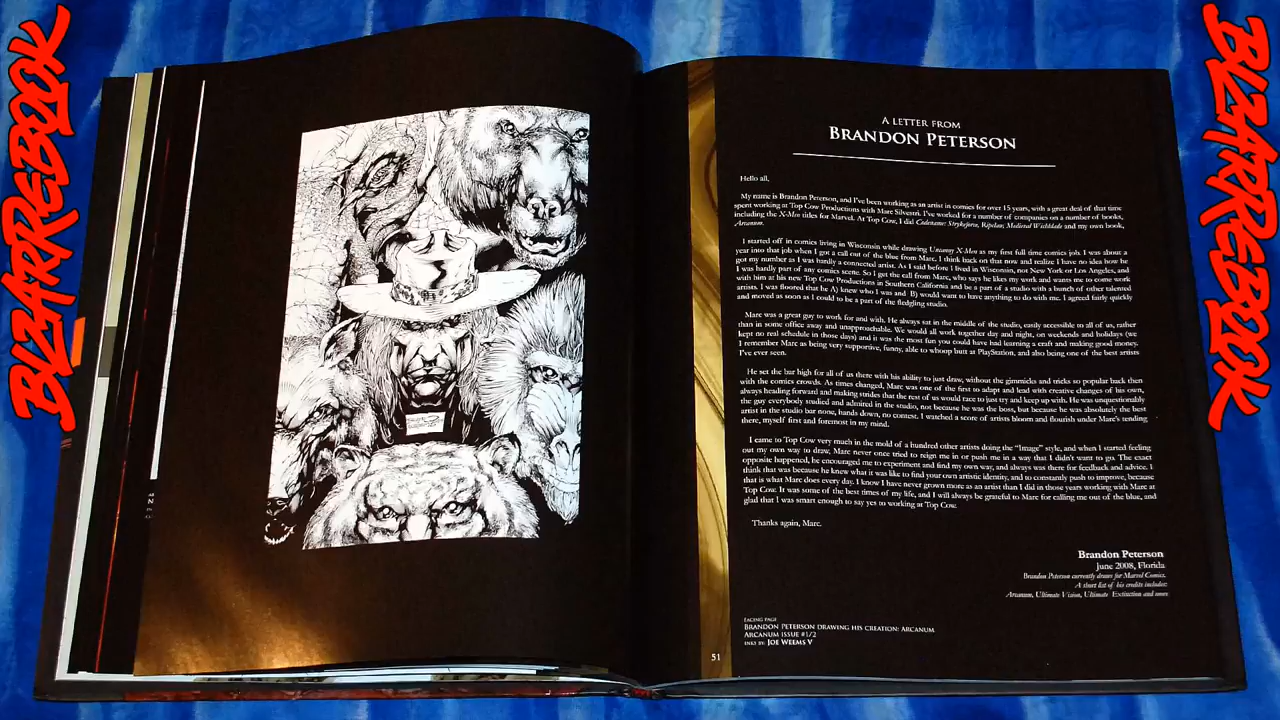 BIZARREBOOK
A LETTER FROM
BRANDON PETERSON
Hello all,
My name is Brandon Peterson, and I've been working as an artist in comics for over 15 years, with a great deal of that time
spent working at Top Cow Productions with Marc Silvestri. I've worked for a number of companies on a number of books,
including the X-Men titles for Marvel. At Top Cow, I did Codename: Strykeforce, Ripclaw, Medieval Witchblade and my own book,
Arcanum.
I started off in comics living in Wisconsin while drawing Uncanny X-Men as my first full time comics job. I was about a
year into that job when I got a call out of the blue from Marc. I think back on that now and realize I have no idea how he
got my number as I was hardly a connected artist. As I said before I lived in Wisconsin, not New York or Los Angeles, and
I was hardly part of any comics scene. So I get the call from Marc, who says he likes my work and wants me to come work
with him at his new Top Cow Productions in Southern California and be a part of a studio with a bunch of other talented
artists. I was floored that he A) knew who I was and B) would want to have anything to do with me. I agreed fairly quickly
and moved as soon as I could to be a part of the fledgling studio.
Marc was a great guy to work for and with. He always sat in the middle of the studio, easily accessible to all of us, rather
than in some office away and unapproachable. We would all work together day and night, on weekends and holidays (we
kept no real schedule in those days) and it was the most fun you could have had learning a craft and making good money.
I remember Marc as being very supportive, funny, able to whoop butt at PlayStation, and also being one of the best artists
I've ever seen.
He set the bar high for all of us there with his ability to just draw, without the gimmicks and tricks so popular back then
with the comics crowds. As times changed, Marc was one of the first to adapt and lead with creative changes of his own,
always heading forward and making strides that the rest of us would race to just try and keep up with. He was unquestionably
the guy everybody studied and admired in the studio, not because he was the boss, but because he was absolutely the best
artist in the studio bar none, hands down, no contest. I watched a score of artists bloom and flourish under Marc's tending
there, myself first and foremost in my mind.
I came to Top Cow very much in the mold of a hundred other artists doing the "Image" style, and when I started feeling
out my own way to draw, Marc never once tried to reign me in or push me in a way that I didn't want to go. The exact
opposite happened, he encouraged me to experiment and find my own way, and always was there for feedback and advice. I
think that was because he knew what it was like to find your own artistic identity, and to constantly push to improve, because
that is what Marc does every day. I know I have never grown more as an artist than I did in those years working with Marc at
Top Cow. It was some of the best times of my life, and I will always be grateful to Marc for calling me out of the blue, and
glad that I was smart enough to say yes to working at Top Cow.
Thanks again, Marc.
Brandon Peterson
June 2008, Florida
Brandon Peterson currently draws for Marvel Comics.
A short list of his credits includes:
Arcanum, Ultimate Vision, Ultimate Extinction and more
FACING PAGE
BRANDON PETERSON DRAWING HIS CREATION: ARCANUM
ARCANUM ISSUE #1/2
INKS BY: JOE WEEMS V
51
BIZARREBOOK